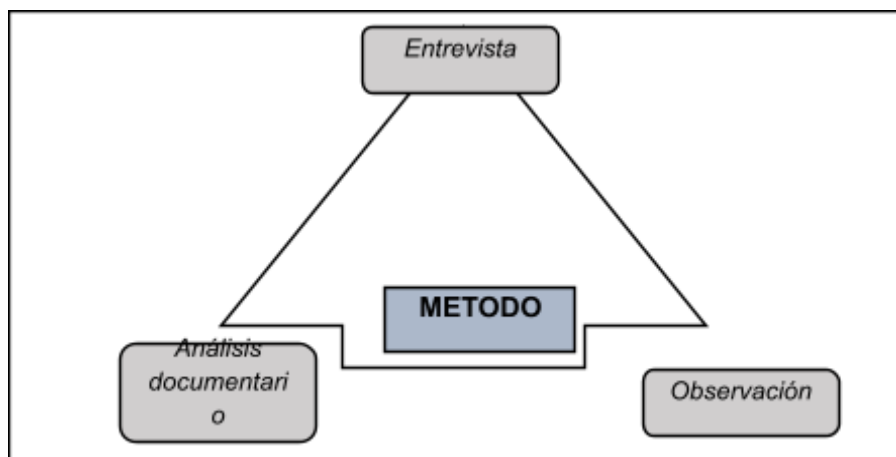 Entrevista
METODO
Análisis
documentari
o
Observación